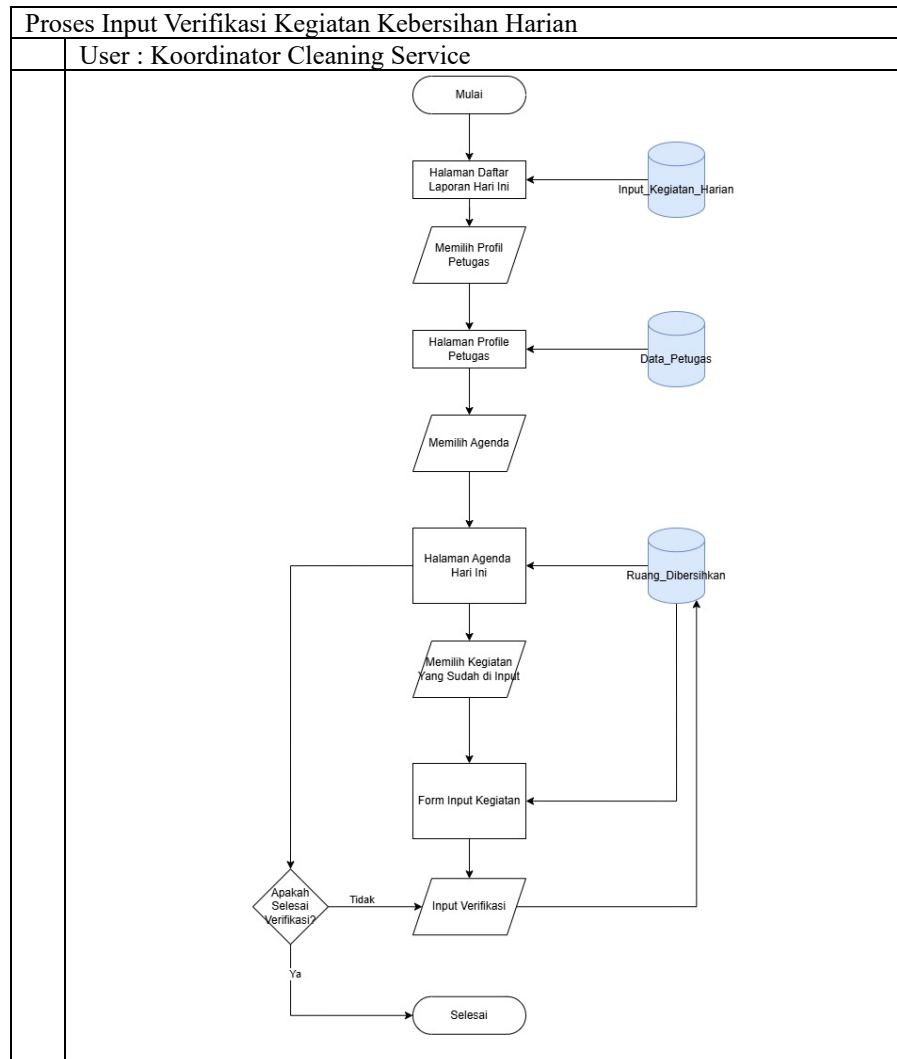 Proses Input Verifikasi Kegiatan Kebersihan Harian
User : Koordinator Cleaning Service
Mulai
Halaman Daftar
Laporan Hari Ini
Input_Kegiatan_Harian
Memilih Profil
Petugas
Halaman Profile
Petugas
Data_Petugas
Memilih Agenda
Halaman Agenda
Hari Ini
Ruang_Dibersihkan
Memilih Kegiatan
Yang Sudah di Input
Form Input Kegiatan
Apakah
Selesai
Verifikasi?
Tidak
Input Verifikasi
Ya
Selesai